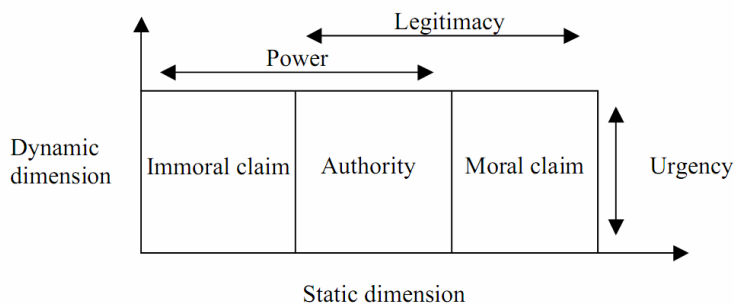 Legitimacy
Power
Dynamic
dimension
Immoral claim
Authority
Moral claim
Urgency
Static dimension